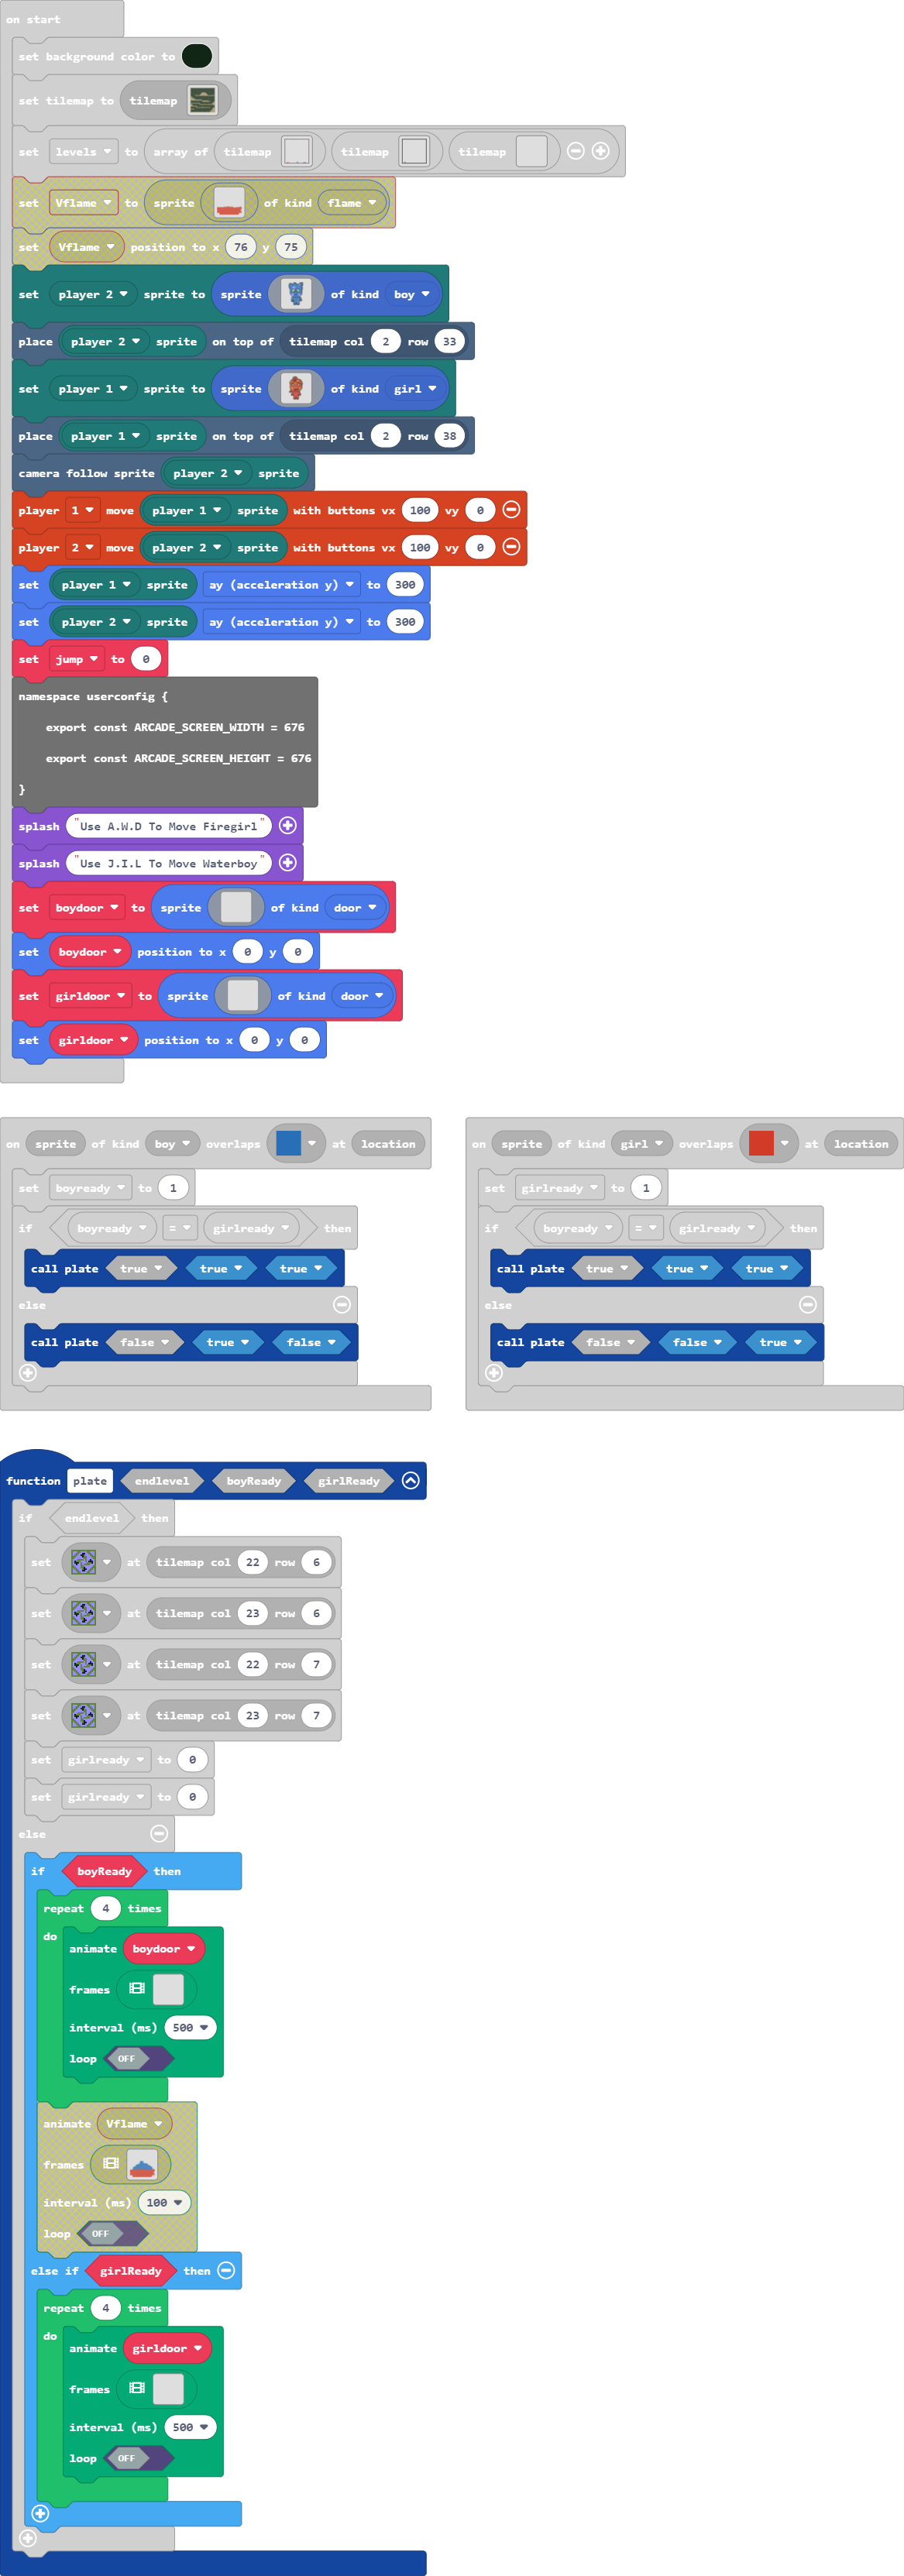 on start
set background color to
set tilemap to tilemap
set levels to array of tilemap tilemap tilemap
set Vflame to sprite of kind flame
set Vflame position to x 76 y 75
set player 2 sprite to sprite of kind boy
place player 2 sprite on top of tilemap col 2 row 33
set player 1 sprite to sprite of kind girl
place player 1 sprite on top of tilemap col 2 row 38
camera follow sprite player 2 sprite
player 1 move player 1 sprite with buttons vx 100 vy 0
player 2 move player 2 sprite with buttons vx 100 vy 0
set player 1 sprite ay (acceleration y) to 300
set player 2 sprite ay (acceleration y) to 300
set jump to 0
namespace userconfig {
export const ARCADE_SCREEN_WIDTH = 676
export const ARCADE_SCREEN_HEIGHT = 676
}
splash "Use A.W.D To Move Firegirl"
splash "Use J.I.L To Move Waterboy"
set boydoor to sprite of kind door
set boydoor position to x 0 y 0
set girldoor to sprite of kind door
set girldoor position to x 0 y 0
on sprite of kind boy overlaps at location
set boyready to 1
if boyready = girlready then
call plate true true true
else
call plate false true false
on sprite of kind girl overlaps at location
set girlready to 1
if boyready = girlready then
call plate true true true
else
call plate false false true
function plate endlevel boyReady girlReady
if endlevel then
set at tilemap col 22 row 6
set at tilemap col 23 row 6
set at tilemap col 22 row 7
set at tilemap col 23 row 7
set girlready to 0
set girlready to 0
else
if boyReady then
repeat 4 times
do
animate boydoor
frames
interval (ms) 500
loop OFF
animate Vflame
frames
interval (ms) 100
loop OFF
else if girlReady then
repeat 4 times
do
animate girldoor
frames
interval (ms) 500
loop OFF